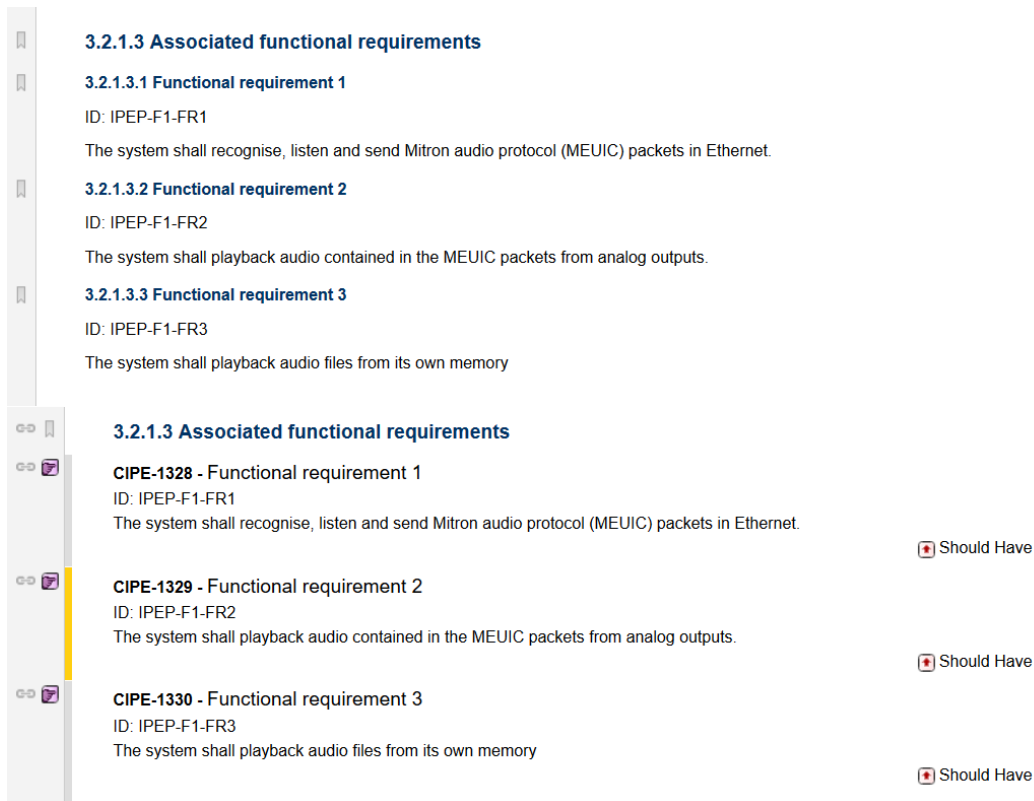 3.2.1.3 Associated functional requirements
3.2.1.3.1 Functional requirement 1
ID: IPEP-F1-FR1
The system shall recognise, listen and send Mitron audio protocol (MEUIC) packets in Ethernet.
3.2.1.3.2 Functional requirement 2
ID: IPEP-F1-FR2
The system shall playback audio contained in the MEUIC packets from analog outputs.
3.2.1.3.3 Functional requirement 3
ID: IPEP-F1-FR3
The system shall playback audio files from its own memory
3.2.1.3 Associated functional requirements
CIPE-1328 - Functional requirement 1
ID: IPEP-F1-FR1
The system shall recognise, listen and send Mitron audio protocol (MEUIC) packets in Ethernet.
Should Have
CIPE-1329 - Functional requirement 2
ID: IPEP-F1-FR2
The system shall playback audio contained in the MEUIC packets from analog outputs.
Should Have
CIPE-1330 - Functional requirement 3
ID: IPEP-F1-FR3
The system shall playback audio files from its own memory
Should Have